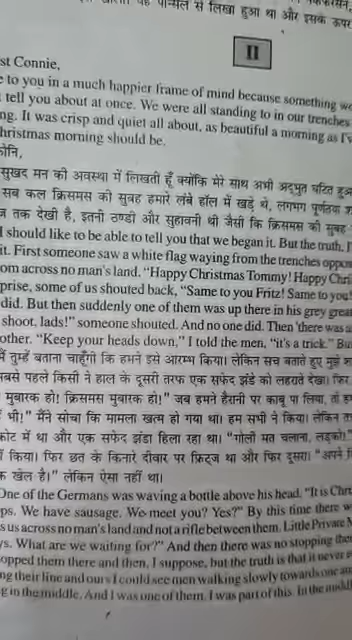 पेन्सिल से लिखा हुआ था और इसके ऊपर
II
st Connie,
e to you in a much happier frame of mind because something w
tell you about at once. We were all standing to in our trenches
ng. It was crisp and quiet all about, as beautiful a morning as I'v
hristmas morning should be.
कोनि,
सुखद मन की अवस्था में लिखती हूँ क्योंकि मेरे साथ अभी अद्भुत घटित हुआ
सब कल क्रिसमस की सुबह हमारे लंबे हॉल में खड़े थे, लगभग पूर्णतया
ज तक देखी है, इतनी ठण्डी और सुहावनी थी जैसी कि क्रिसमस की सुबह
I should like to be able to tell you that we began it. But the truth, I'
it. First someone saw a white flag waying from the trenches oppos
om across no man's land, "Happy Christmas Tommy! Happy Chri
prise, some of us shouted back, "Same to you Fritz! Same to you!
did. But then suddenly one of them was up there in his grey great
shoot, lads!" someone shouted. And no one did. Then 'there was a
other. "Keep your heads down," I told the men, "it's a trick." Bu
मैं तुम्हें बताना चाहूँगी कि हमने इसे आरम्भ किया। लेकिन सच बताते हुए मुझे
सबसे पहले किसी ने हाल के दूसरी तरफ एक सफेद झंडे को लहराते देखा। फिर
मुबारक हो! क्रिसमस मुबारक हो!" जब हमने हैरानी पर काबू पा लिया, तो
भी!" मैंने सोचा कि मामला खत्म हो गया था। हम सभी ने किया। लेकिन
कोट में था और एक सफेद झंडा हिला रहा था। "गोली मत चलाना, लड़को!"
किया। फिर छत के किनारे दीवार पर फ्रिट्ज था और फिर दूसरा। "अपने
क खेल है।" लेकिन ऐसा नहीं था।
One of the Germans was waving a bottle above his head. "It is Chri
ps. We have sausage. We meet you? Yes?" By this time there w
s us across no man's land and not a rifle between them. Little Private M
ys. What are we waiting for?" And then there was no stopping the
opped them there and then, I suppose, but the truth is that it never
ng their line and ours I could see men walking slowly towards one
g in the middle. And I was one of them. I was part of this. In the midd